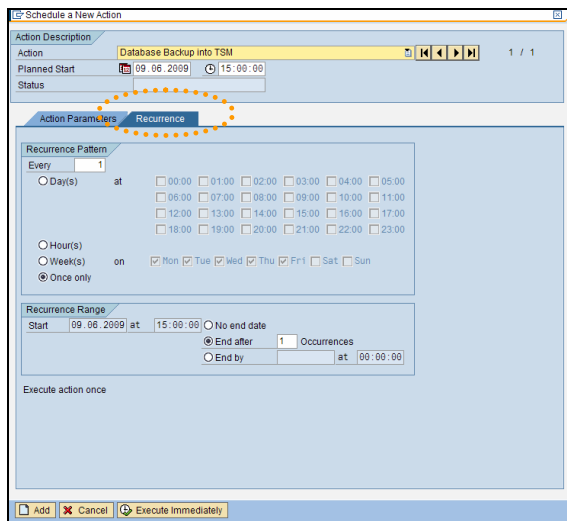 Schedule a New Action
Action Description
Action Database Backup into TSM 1 / 1
Planned Start 09.06.2009 15:00:00
Status
Action Parameters Recurrence
Recurrence Pattern
Every 1
Day(s) at 00:00 01:00 02:00 03:00 04:00 05:00
06:00 07:00 08:00 09:00 10:00 11:00
12:00 13:00 14:00 15:00 16:00 17:00
18:00 19:00 20:00 21:00 22:00 23:00
Hour(s)
Week(s) on Mon Tue Wed Thu Fri Sat Sun
Once only
Recurrence Range
Start 09.06.2009 at 15:00:00 No end date
End after 1 Occurrences
End by at 00:00:00
Execute action once
Add Cancel Execute Immediately